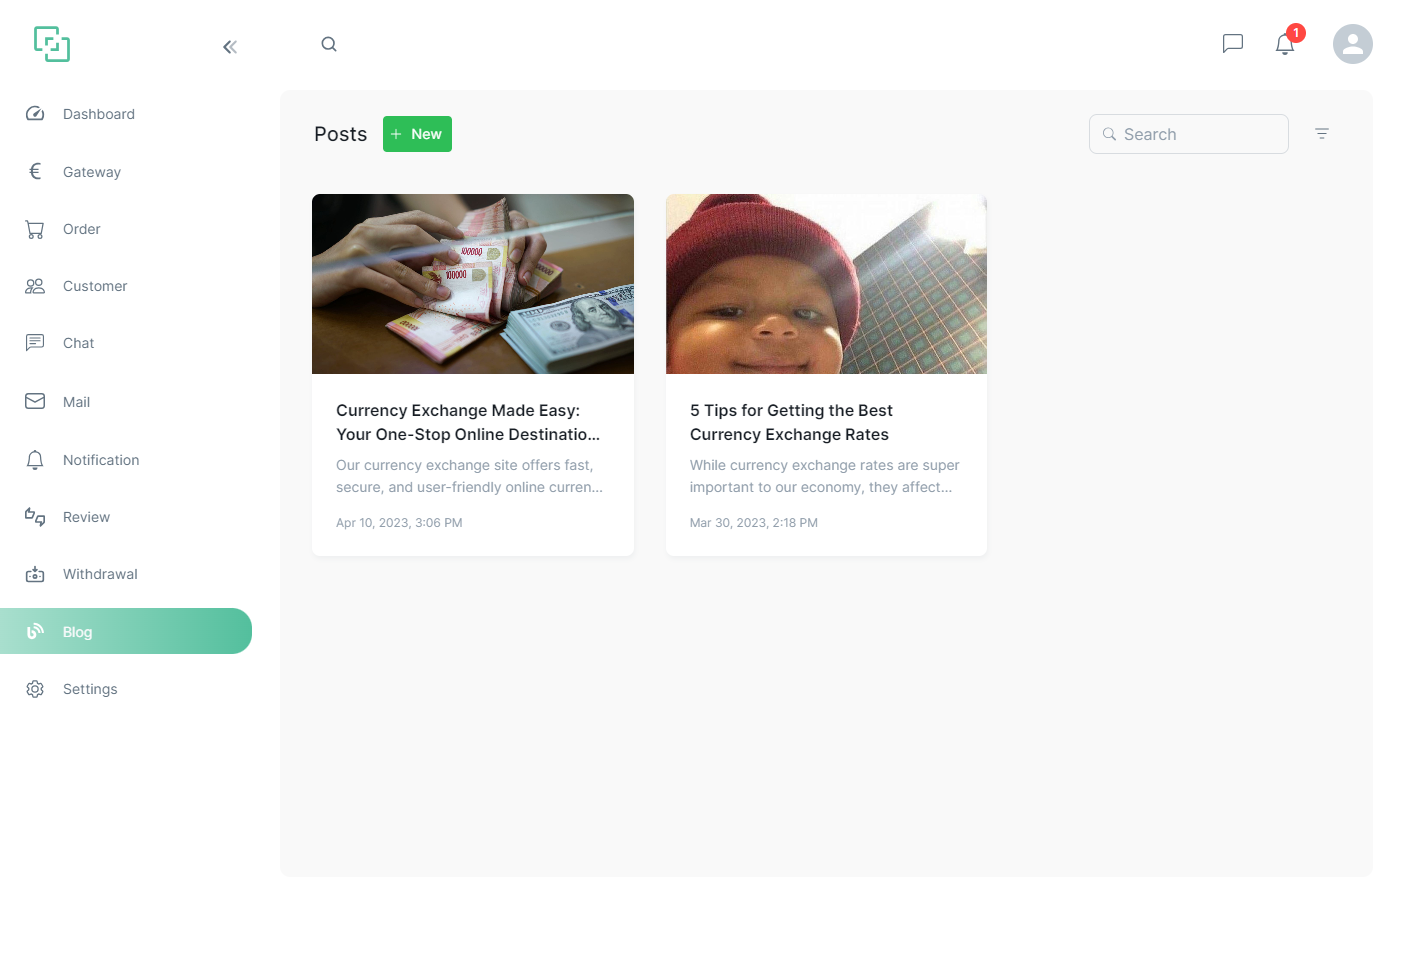 1
Dashboard
Gateway
Order
Customer
Chat
Mail
Notification
Review
Withdrawal
Blog
Settings
Posts
+ New
Search
100000
100000
Currency Exchange Made Easy:
Your One-Stop Online Destinatio...
Our currency exchange site offers fast,
secure, and user-friendly online curren...
Apr 10, 2023, 3:06 PM
5 Tips for Getting the Best
Currency Exchange Rates
While currency exchange rates are super
important to our economy, they affect...
Mar 30, 2023, 2:18 PM